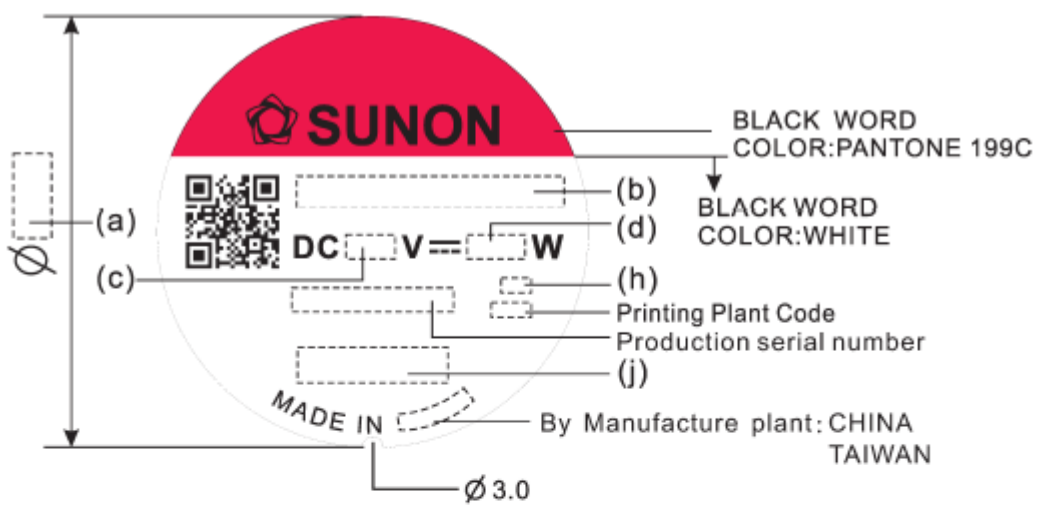 SUNON
BLACK WORD
COLOR:PANTONE 199C
(b)
BLACK WORD
COLOR:WHITE
(a)
DC V W
(d)
(c)
(h)
Printing Plant Code
Production serial number
(j)
MADE IN
By Manufacture plant: CHINA
TAIWAN
Ø
Ø 3.0